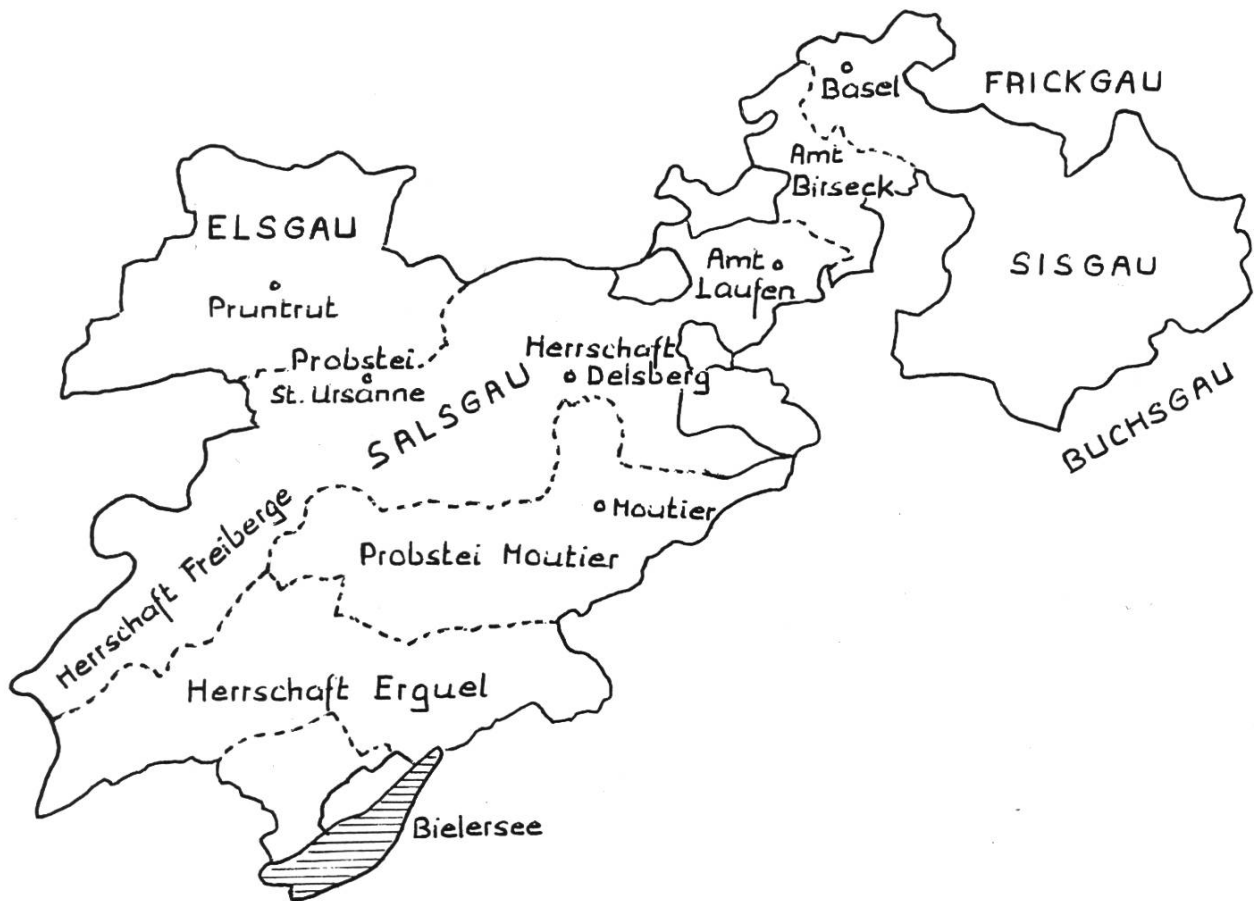 Basel
FRICKGAU
Amt
Birseck
ELSGAU
SISGAU
Amt
Laufen
Pruntrut
Herrschaft
Delsberg
Probstei
St. Ursanne
SALSGAU
BUCHSGAU
Moutier
Herrschaft Freiberge
Probstei Moutier
Herrschaft Erguel
Bielersee